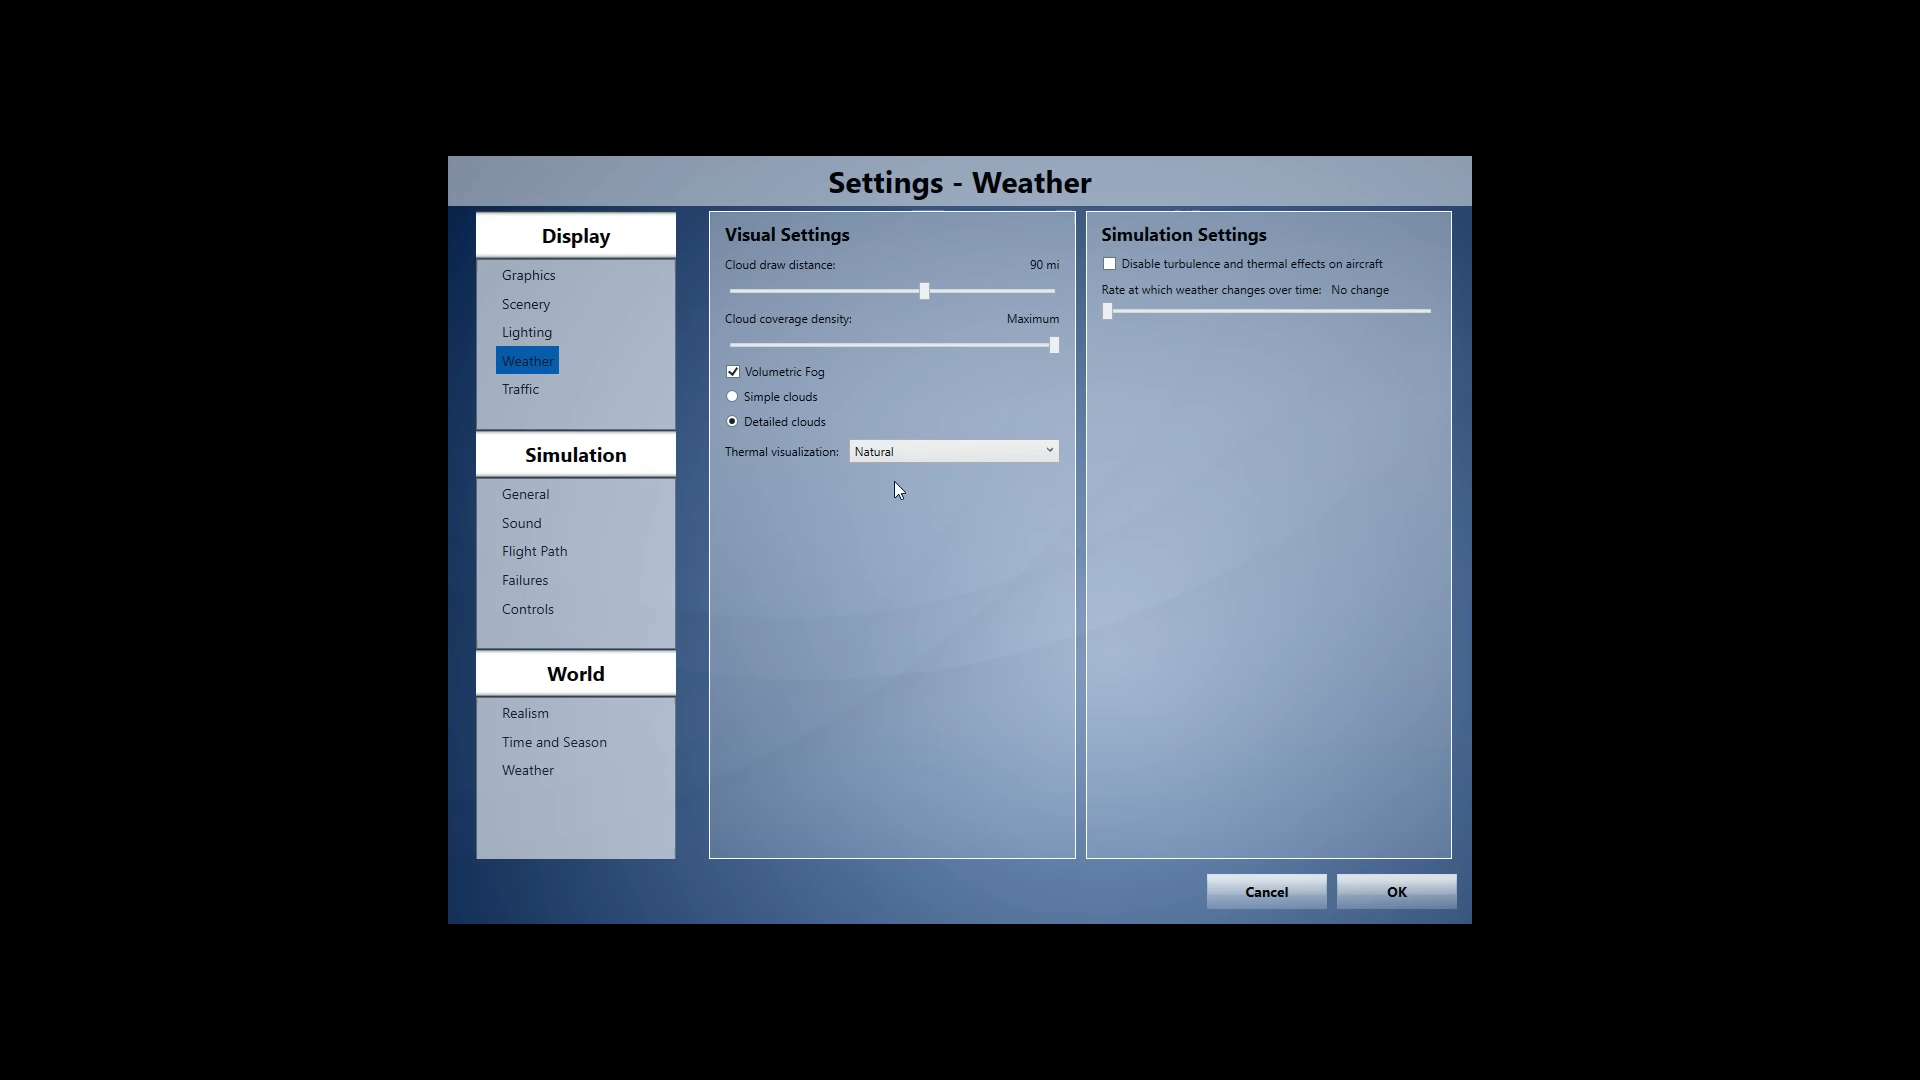 Settings - Weather
Display
Graphics
Scenery
Lighting
Weather
Traffic
Simulation
General
Sound
Flight Path
Failures
Controls
World
Realism
Time and Season
Weather
Visual Settings
Cloud draw distance: 90 mi
Cloud coverage density: Maximum
Volumetric Fog
Simple clouds
Detailed clouds
Thermal visualization: Natural
Simulation Settings
Disable turbulence and thermal effects on aircraft
Rate at which weather changes over time: No change
Cancel OK